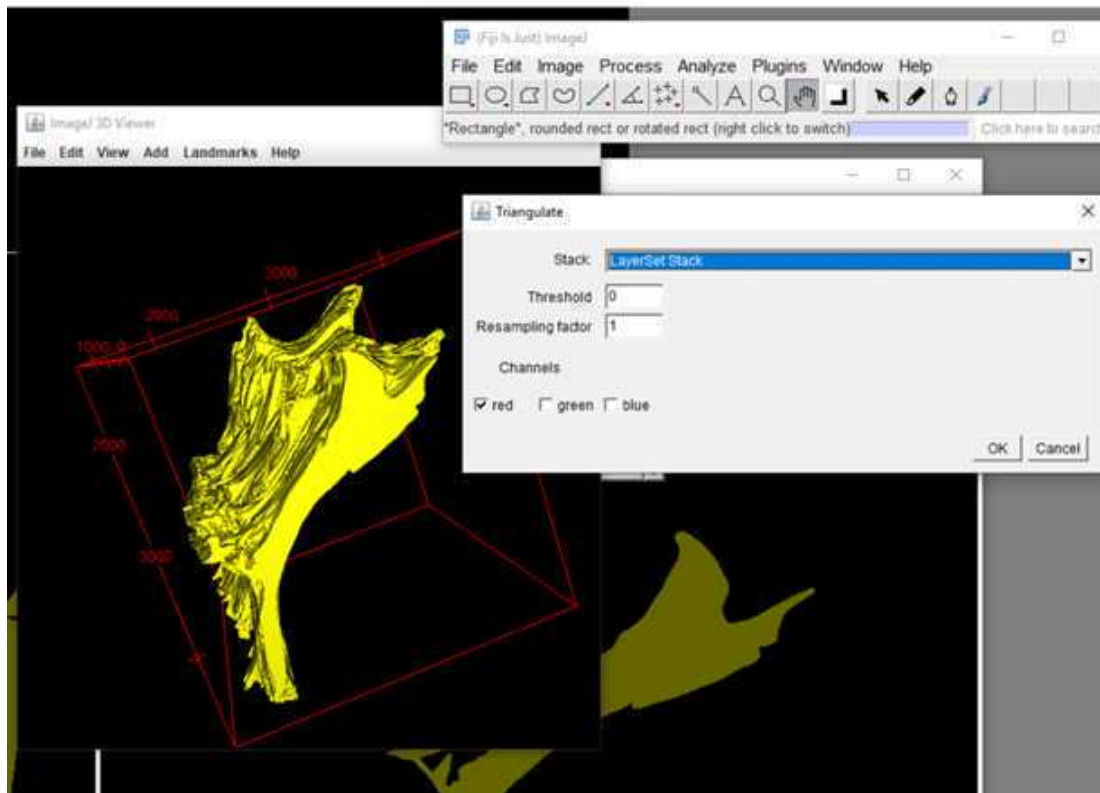 (Fiji Is Just) ImageJ
File Edit Image Process Analyze Plugins Window Help
*Rectangle*, rounded rect or rotated rect (right click to switch)
Click here to search
ImageJ 3D Viewer
File Edit View Add Landmarks Help
Triangulate
Stack: LayerSet Stack
Threshold 0
Resampling factor 1
Channels
red green blue
OK Cancel
3000
2000
2000
3000